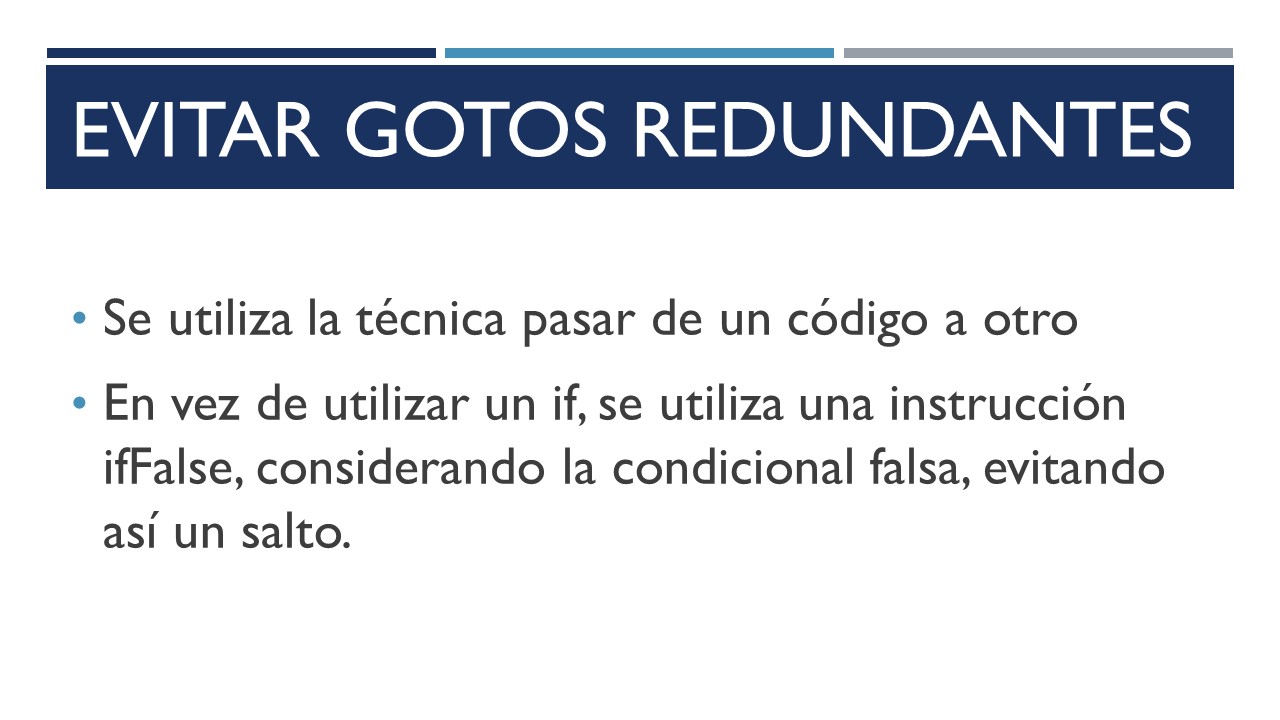 EVITAR GOTOS REDUNDANTES
• Se utiliza la técnica pasar de un código a otro
• En vez de utilizar un if, se utiliza una instrucción
ifFalse, considerando la condicional falsa, evitando
así un salto.